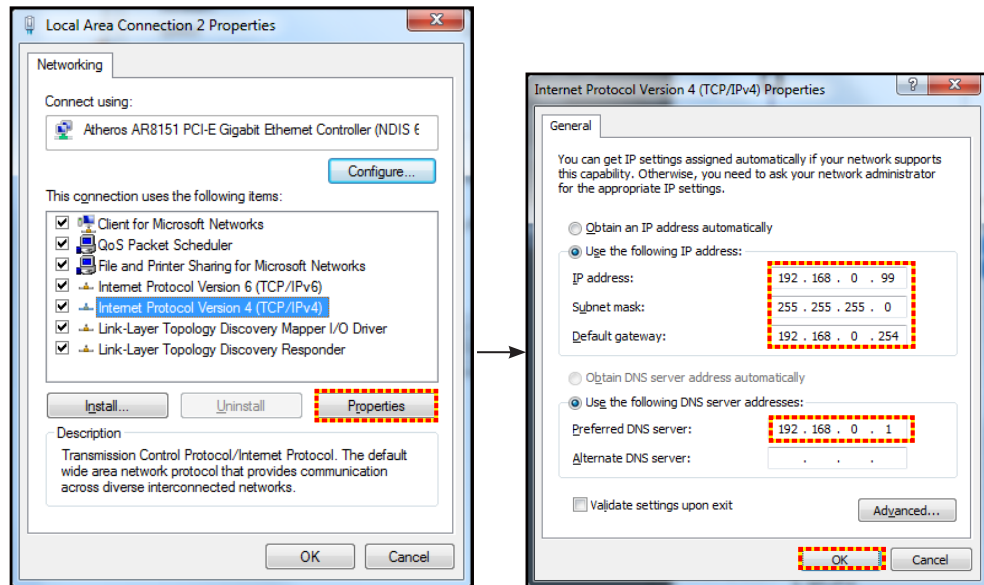 Local Area Connection 2 Properties
Networking
Connect using:
Atheros AR8151 PCI-E Gigabit Ethernet Controller (NDIS 6
Configure...
This connection uses the following items:
Client for Microsoft Networks
QoS Packet Scheduler
File and Printer Sharing for Microsoft Networks
Internet Protocol Version 6 (TCP/IPv6)
Internet Protocol Version 4 (TCP/IPv4)
Link-Layer Topology Discovery Mapper I/O Driver
Link-Layer Topology Discovery Responder
Install... Uninstall Properties
Description
Transmission Control Protocol/Internet Protocol. The default
wide area network protocol that provides communication
across diverse interconnected networks.
OK Cancel
Internet Protocol Version 4 (TCP/IPv4) Properties
General
You can get IP settings assigned automatically if your network supports
this capability. Otherwise, you need to ask your network administrator
for the appropriate IP settings.
Obtain an IP address automatically
Use the following IP address:
IP address: 192 . 168 . 0 . 99
Subnet mask: 255 . 255 . 255 . 0
Default gateway: 192 . 168 . 0 . 254
Obtain DNS server address automatically
Use the following DNS server addresses:
Preferred DNS server: 192 . 168 . 0 . 1
Alternate DNS server: . . .
Validate settings upon exit
Advanced...
OK Cancel